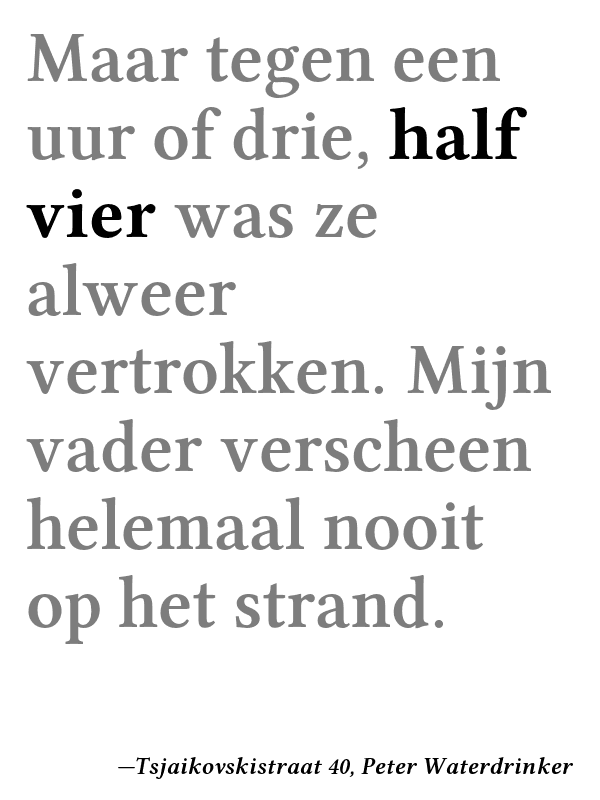 Maar tegen een
uur of drie, half
vier was ze
alweer
vertrokken. Mijn
vader verscheen
helemaal nooit
op het strand.
—Tsjaikovskistraat 40, Peter Waterdrinker